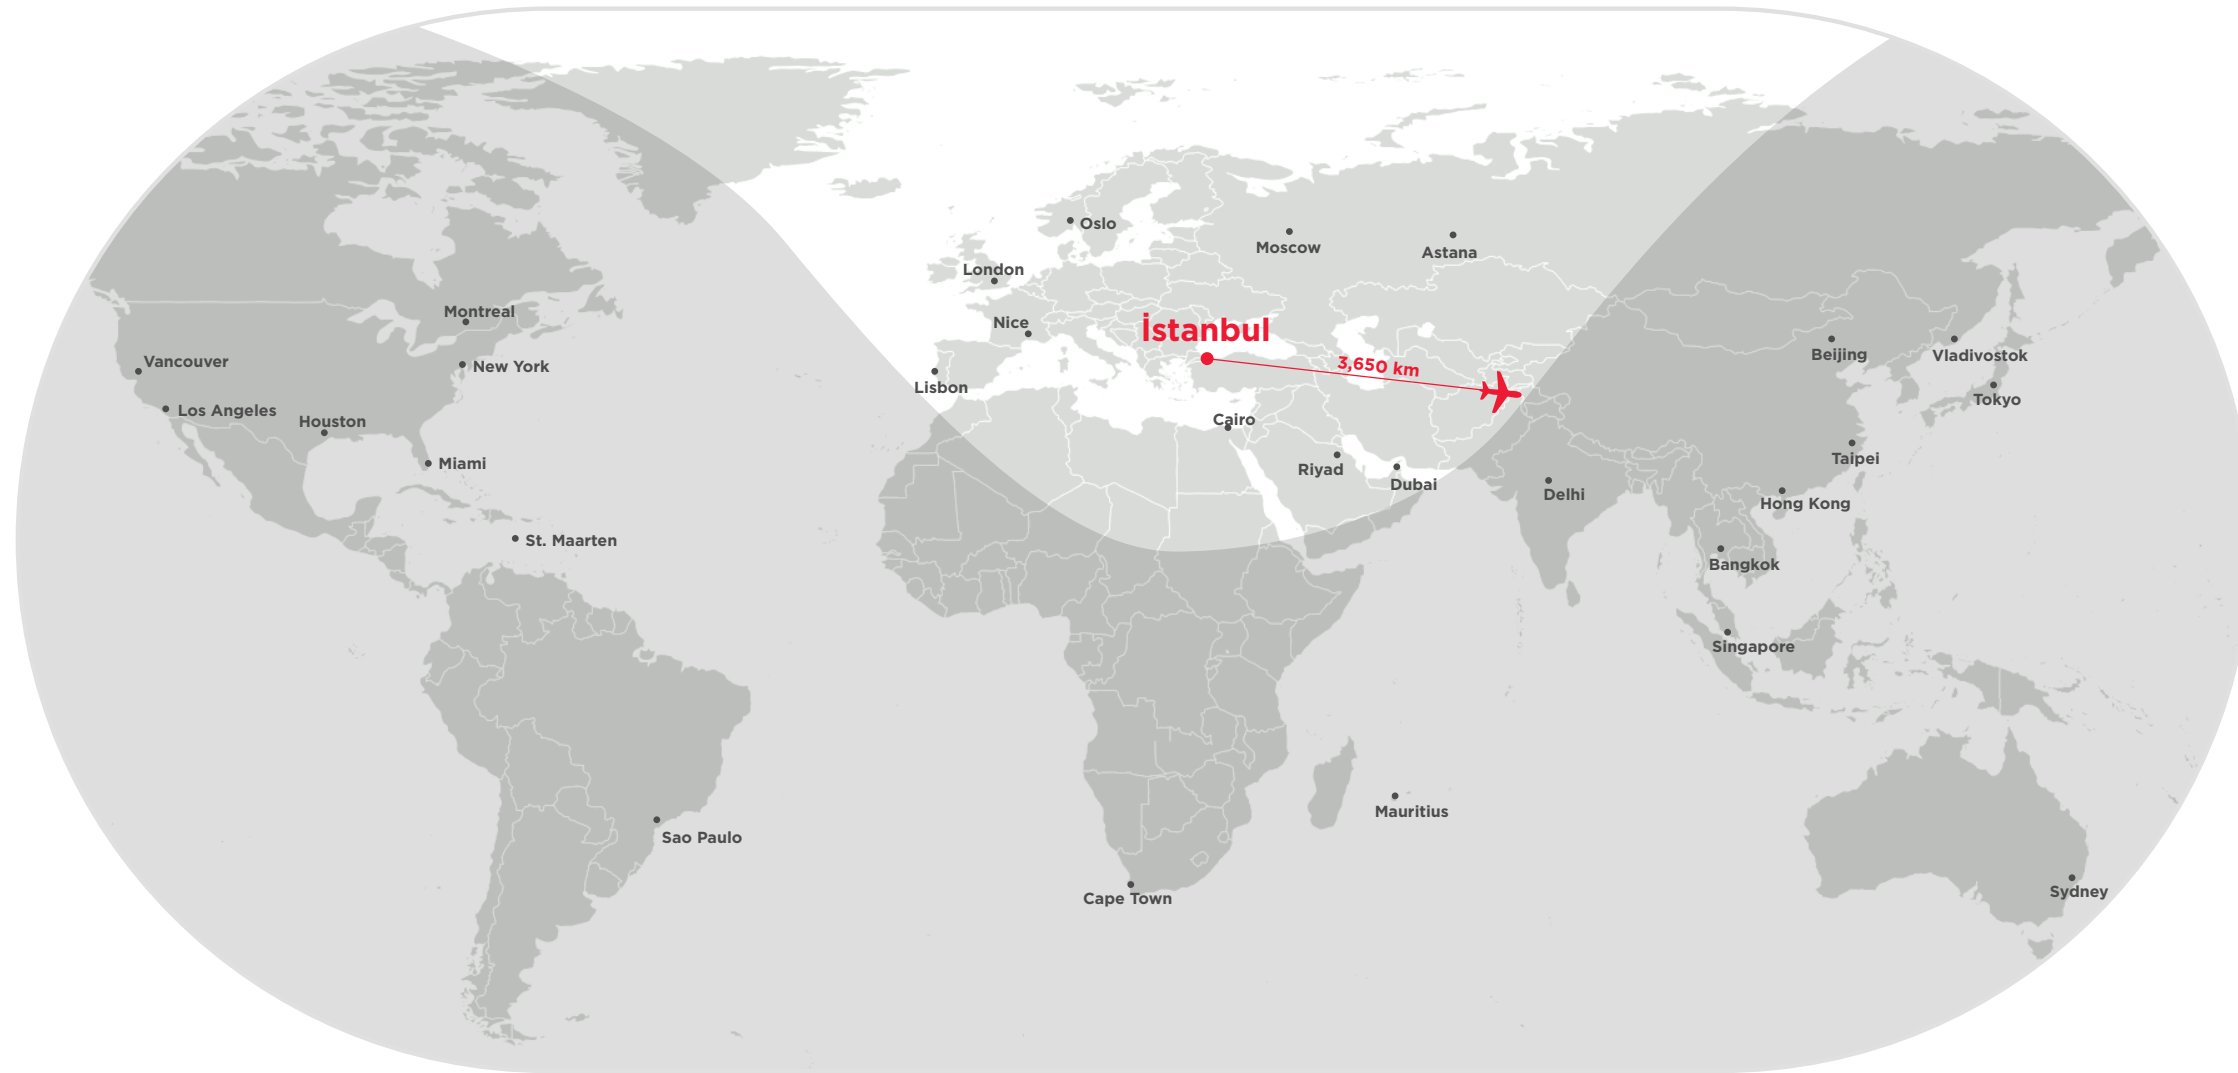 Oslo
Moscow
Astana
London
Montreal
Nice
İstanbul
Vancouver
New York
3,650 km
Beijing
Vladivostok
Lisbon
Tokyo
Los Angeles
Houston
Cairo
Miami
Riyad
Dubai
Taipei
Delhi
Hong Kong
St. Maarten
Bangkok
Singapore
Mauritius
Sao Paulo
Cape Town
Sydney